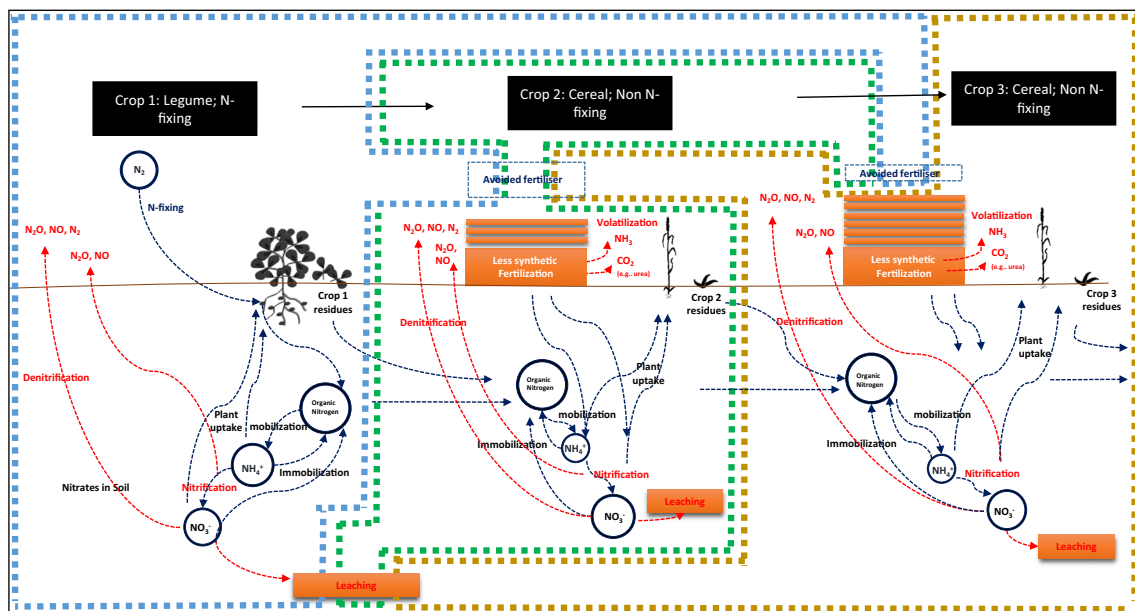 Crop 1: Legume; N-
fixing
Crop 2: Cereal; Non N-
fixing
Crop 3: Cereal; Non N-
fixing
N₂
N-fixing
N₂O, NO, N₂
N₂O, NO
Crop 1
residues
Denitrification
Plant
uptake
mobilization
Organic
Nitrogen
NH₄⁺
Immobilization
Nitrates in Soil
Nitrification
NO₃⁻
Leaching
Avoided fertiliser
N₂O, NO, N₂
N₂O,
NO
Less synthetic
Fertilization
Volatilization
NH₃
CO₂
(e.g.. urea)
Crop 2
residues
Denitrification
Organic
Nitrogen
Plant
uptake
mobilization
Immobilization
NH₄⁺
Nitrification
NO₃⁻
Leaching
Avoided fertiliser
N₂O, NO, N₂
N₂O, NO
Less synthetic
Fertilization
Volatilization
NH₃
CO₂
(e.g.. urea)
Crop 3
residues
Denitrification
Plant
uptake
Organic
Nitrogen
mobilization
Immobilization
NH₄⁺
Nitrification
NO₃⁻
Leaching